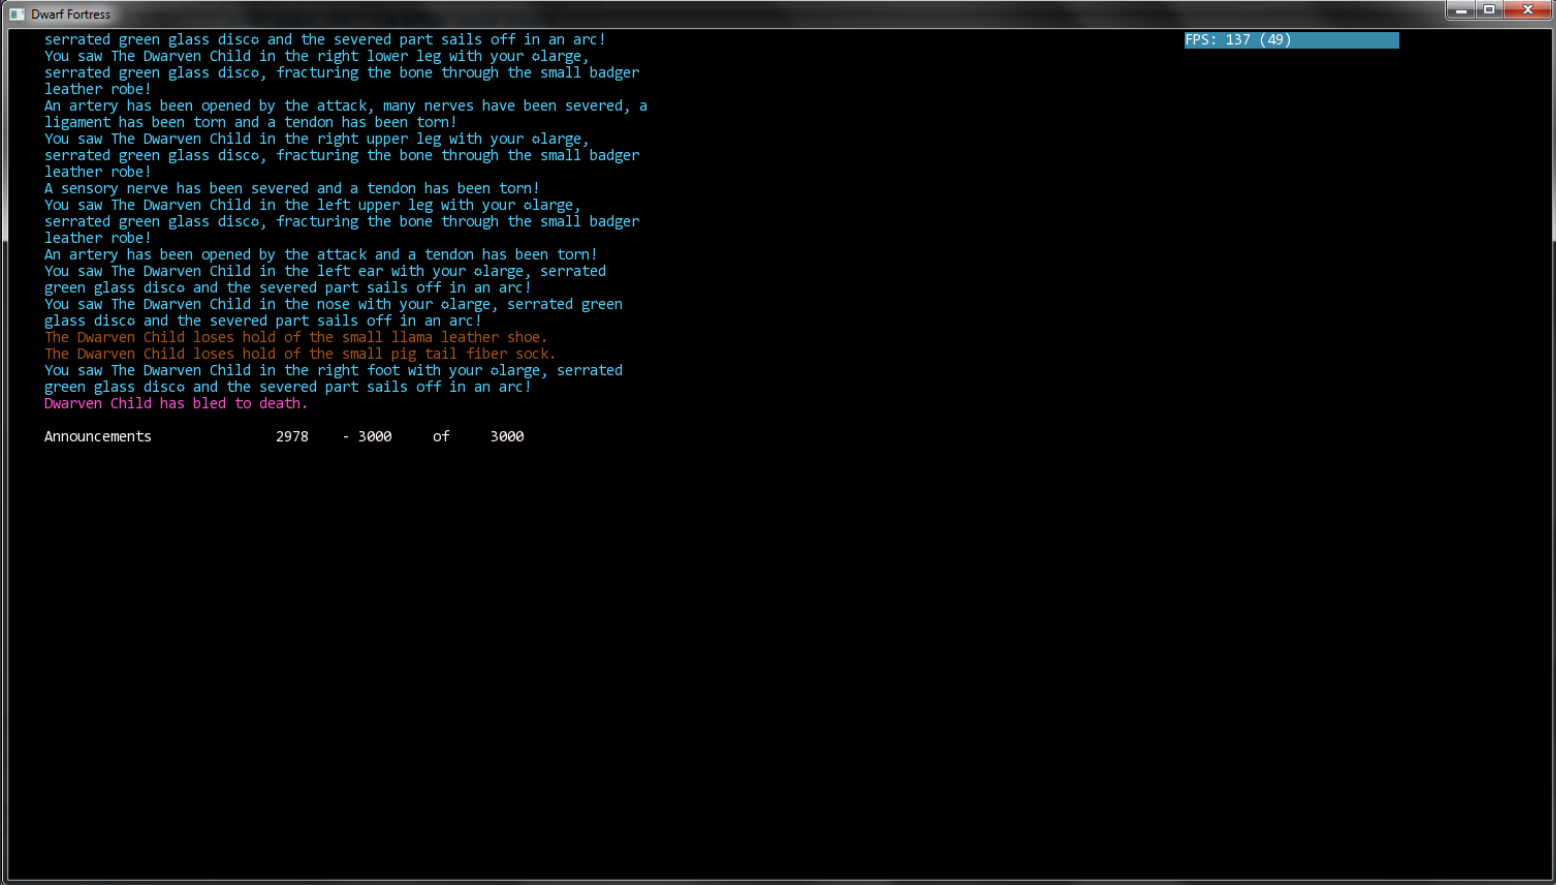 Dwarf Fortress
FPS: 137 (49)
serrated green glass disc☼ and the severed part sails off in an arc!
You saw The Dwarven Child in the right lower leg with your ☼large,
serrated green glass disc☼, fracturing the bone through the small badger
leather robe!
An artery has been opened by the attack, many nerves have been severed, a
ligament has been torn and a tendon has been torn!
You saw The Dwarven Child in the right upper leg with your ☼large,
serrated green glass disc☼, fracturing the bone through the small badger
leather robe!
A sensory nerve has been severed and a tendon has been torn!
You saw The Dwarven Child in the left upper leg with your ☼large,
serrated green glass disc☼, fracturing the bone through the small badger
leather robe!
An artery has been opened by the attack and a tendon has been torn!
You saw The Dwarven Child in the left ear with your ☼large, serrated
green glass disc☼ and the severed part sails off in an arc!
You saw The Dwarven Child in the nose with your ☼large, serrated green
glass disc☼ and the severed part sails off in an arc!
The Dwarven Child loses hold of the small llama leather shoe.
The Dwarven Child loses hold of the small pig tail fiber sock.
You saw The Dwarven Child in the right foot with your ☼large, serrated
green glass disc☼ and the severed part sails off in an arc!
Dwarven Child has bled to death.
Announcements 2978 - 3000 of 3000